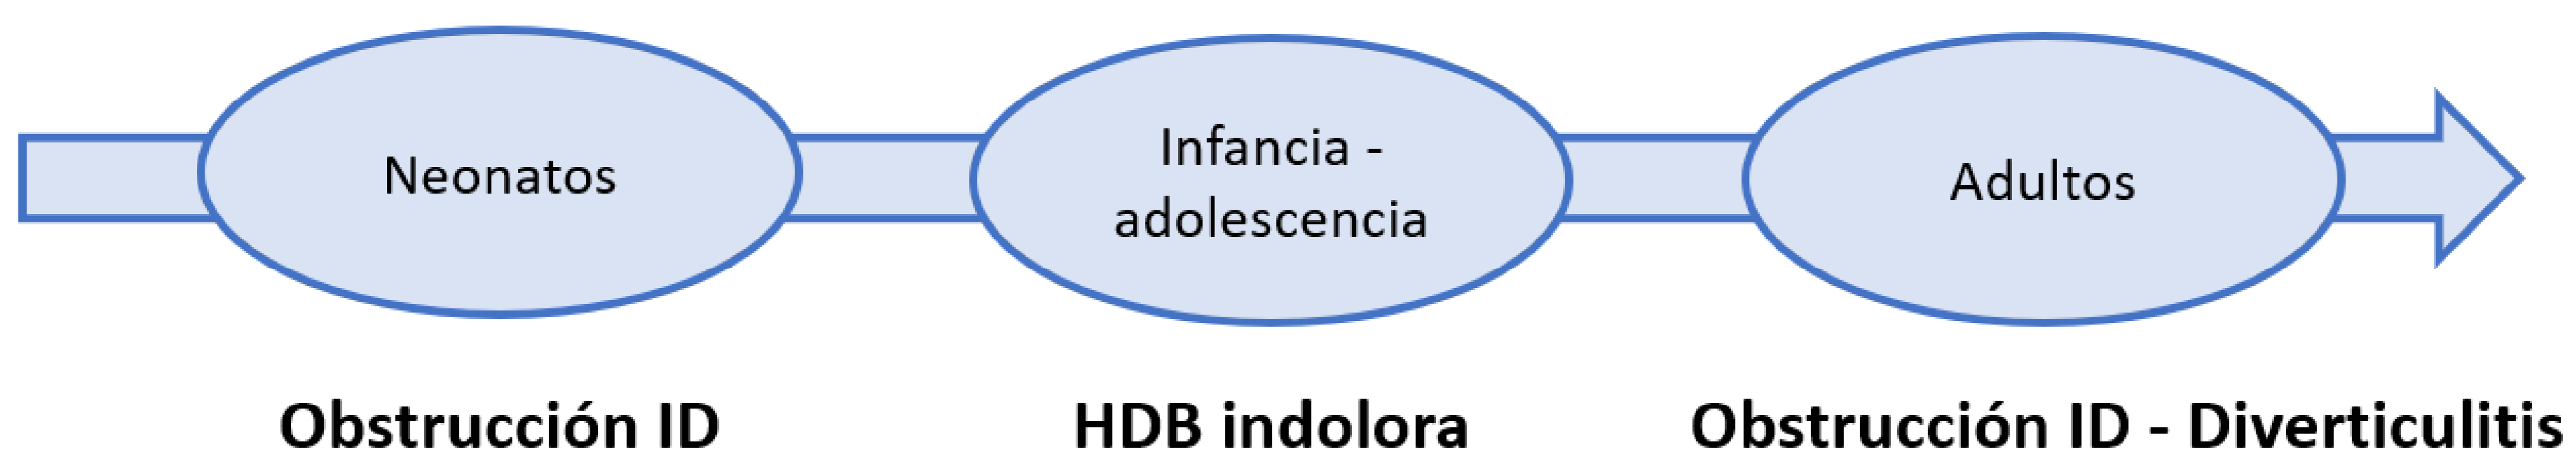 Neonatos
Infancia -
adolescencia
Adultos
Obstrucción ID
HDB indolora
Obstrucción ID - Diverticulitis